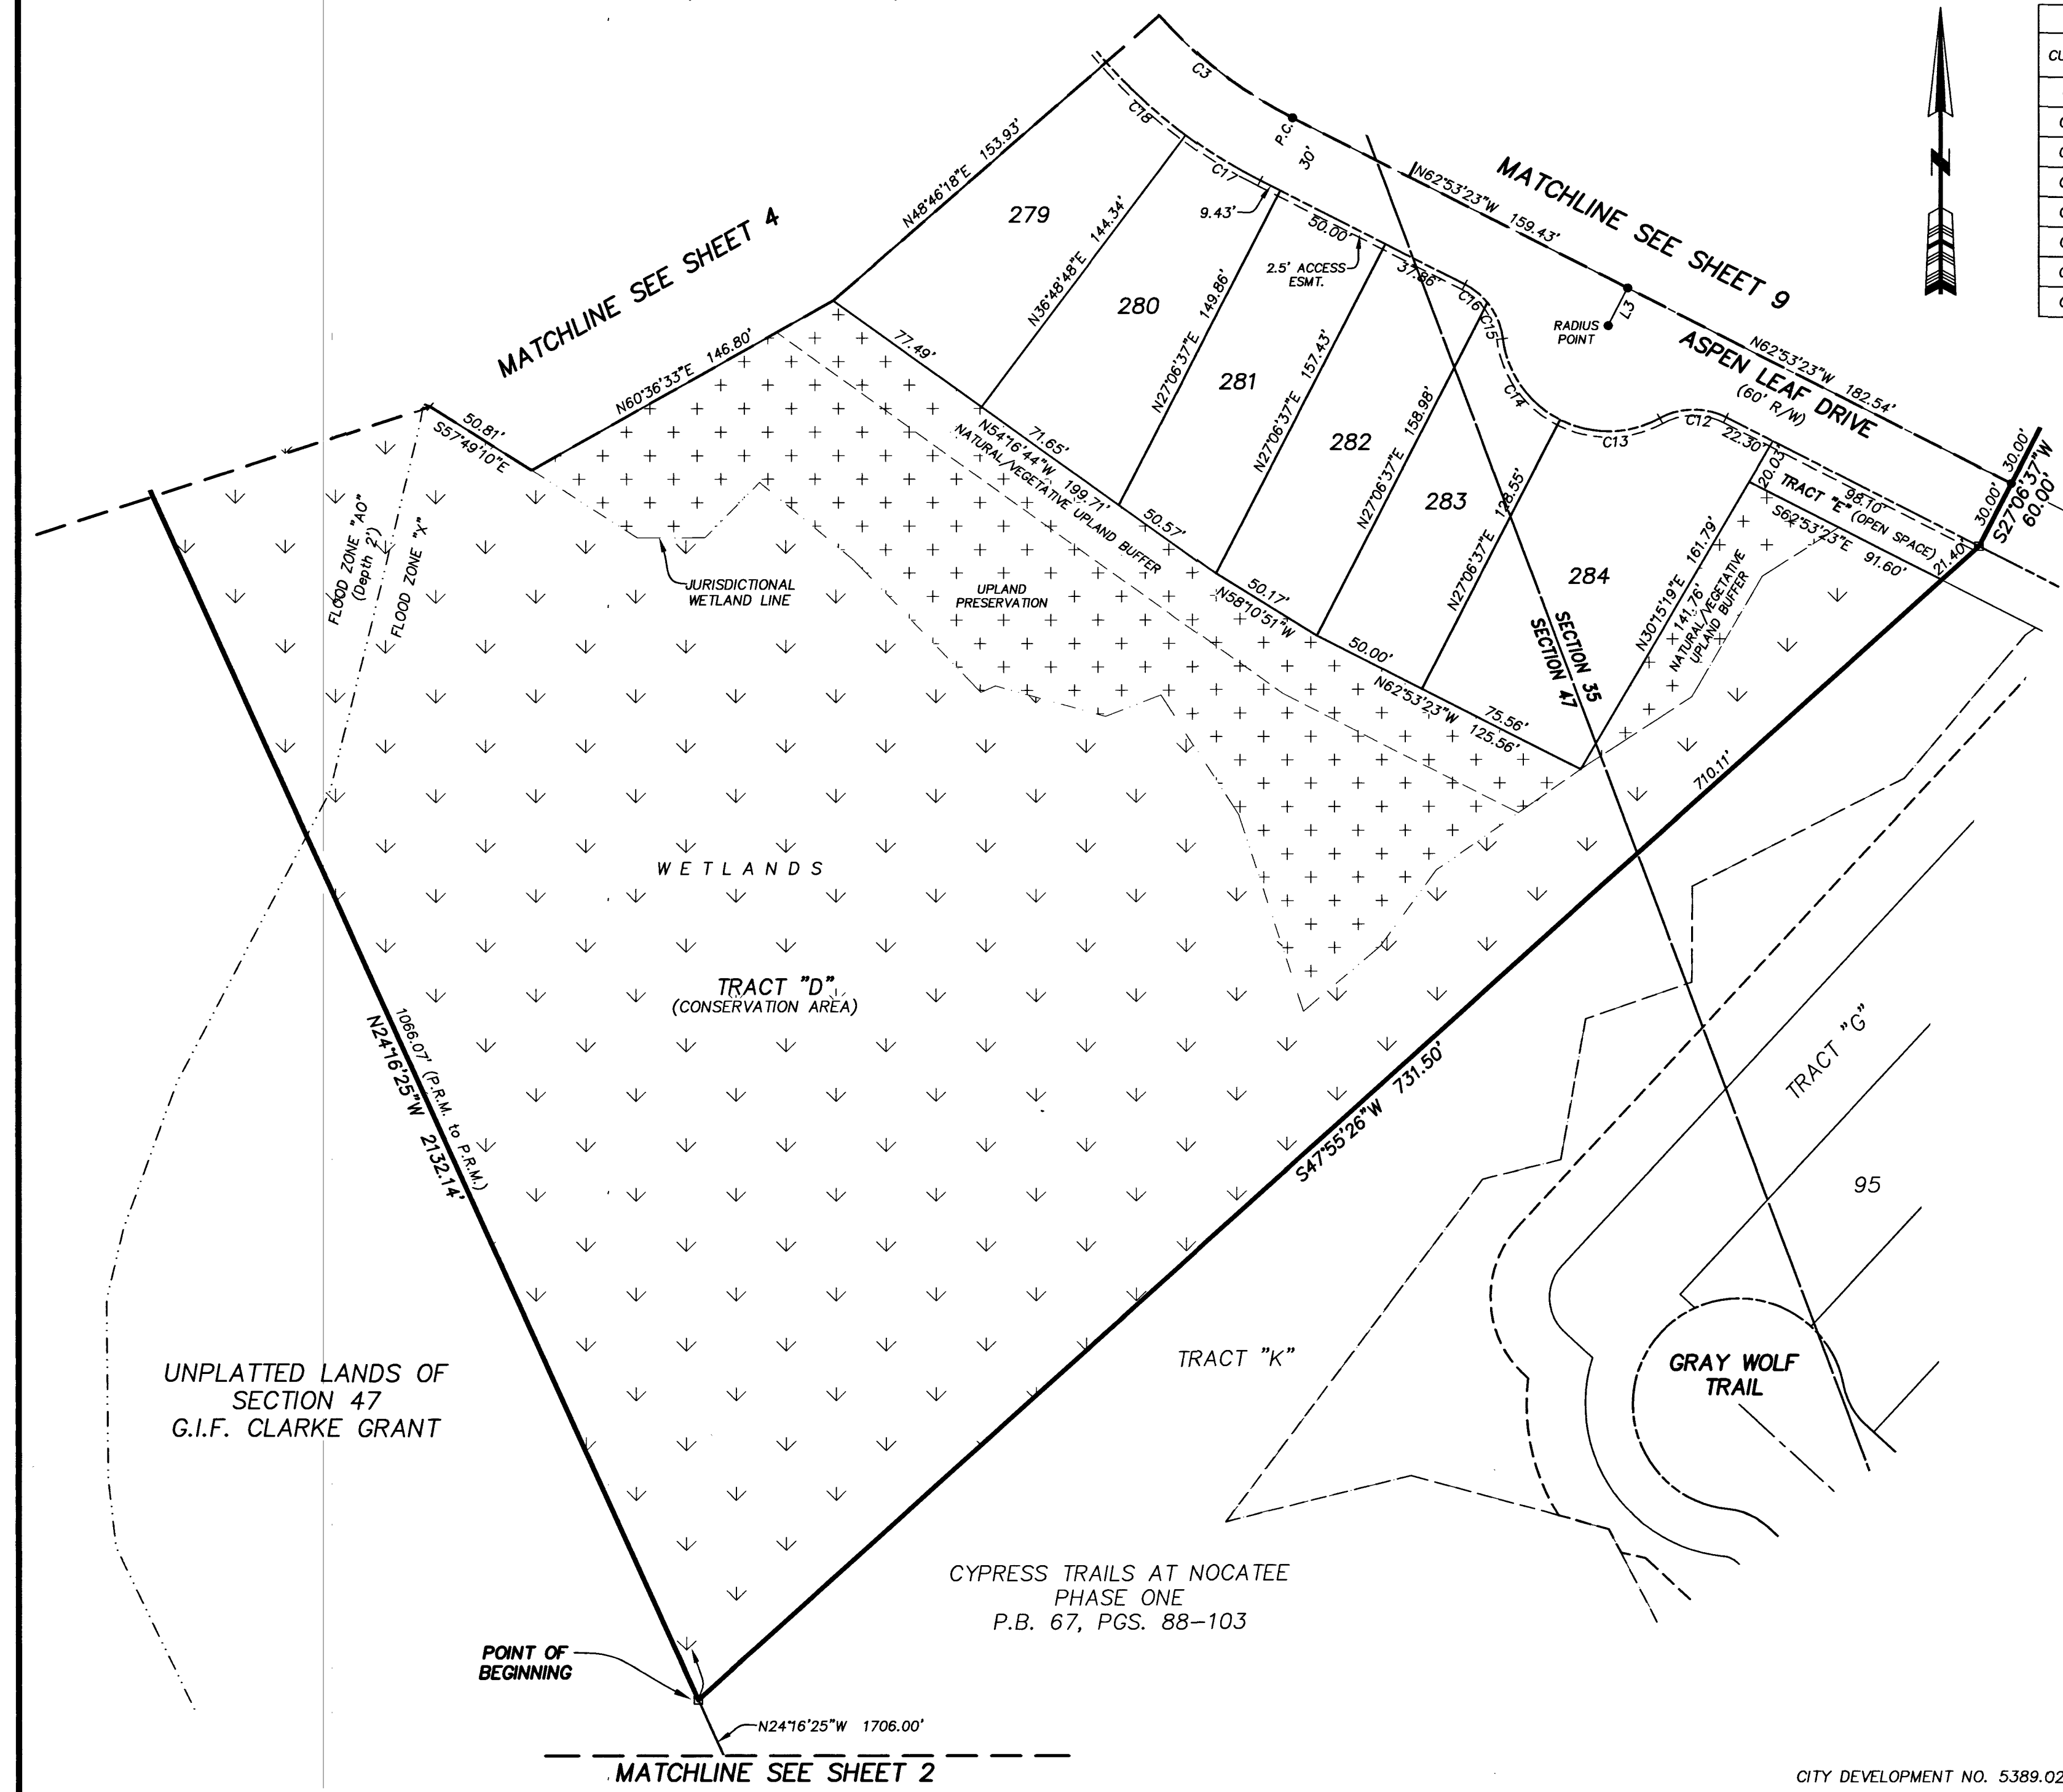 CU
C3
P.C.
30'
N
C18
N48°46'18"E 153.93'
279
C17
9.43'
N36°48'48"E 144.34'
MATCHLINE SEE SHEET 4
MATCHLINE SEE SHEET 9
N62°53'23"W 159.43'
50.00'
2.5' ACCESS
ESMT.
37.86'
C16
C15
L3
RADIUS
POINT
ASPEN LEAF DRIVE
(60' R/W)
N62°53'23"W 182.54'
280
N27°06'37"E 149.86'
281
N27°06'37"E 157.43'
282
N27°06'37"E 158.98'
283
N27°06'37"E 128.55'
284
C14
C13
C12
22.30'
20.03'
TRACT "E" (OPEN SPACE)
98.10'
S62°53'23"E 91.60'
21.40'
30.00'
30.00'
S27°06'37"W
60.00'
N60°36'33"E 146.80'
50.81'
S57°49'10"E
77.49'
71.65'
N54°16'44"W 199.71'
NATURAL/VEGETATIVE UPLAND BUFFER
50.57'
50.17'
N58°10'51"W
50.00'
N62°53'23"W 125.56'
75.56'
N30°15'19"E 161.79'
141.76'
NATURAL/VEGETATIVE
UPLAND BUFFER
SECTION 35
SECTION 47
FLOOD ZONE "AO"
(Depth 2')
FLOOD ZONE "X"
JURISDICTIONAL
WETLAND LINE
UPLAND
PRESERVATION
710.11'
WETLANDS
TRACT "D"
(CONSERVATION AREA)
1066.07' (P.R.M. to P.R.M.)
N24°16'25"W 2132.14'
S47°55'26"W 731.50'
TRACT "G"
95
TRACT "K"
GRAY WOLF
TRAIL
UNPLATTED LANDS OF
SECTION 47
G.I.F. CLARKE GRANT
CYPRESS TRAILS AT NOCATEE
PHASE ONE
P.B. 67, PGS. 88-103
POINT OF
BEGINNING
N24°16'25"W 1706.00'
MATCHLINE SEE SHEET 2
CITY DEVELOPMENT NO. 5389.02